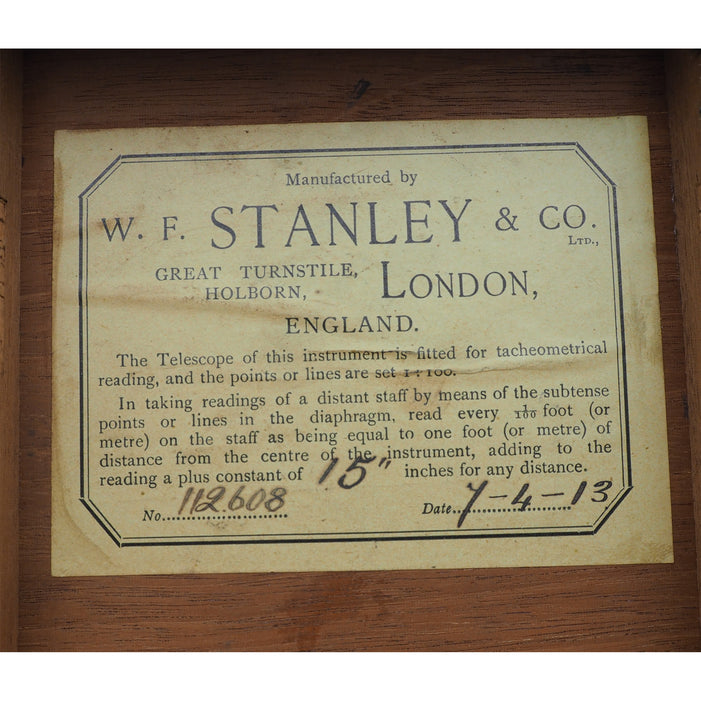 Manufactured by
W. F. STANLEY & CO.
LTD.,
GREAT TURNSTILE,
HOLBORN,
LONDON,
ENGLAND.
The Telescope of this instrument is fitted for tacheometrical
reading, and the points or lines are set 1 : 100.
In taking readings of a distant staff by means of the subtense
points or lines in the diaphragm, read every 1/100 foot (or
metre) on the staff as being equal to one foot (or metre) of
distance from the centre of the instrument, adding to the
reading a plus constant of 15" inches for any distance.
No. 112608 Date 7-4-13